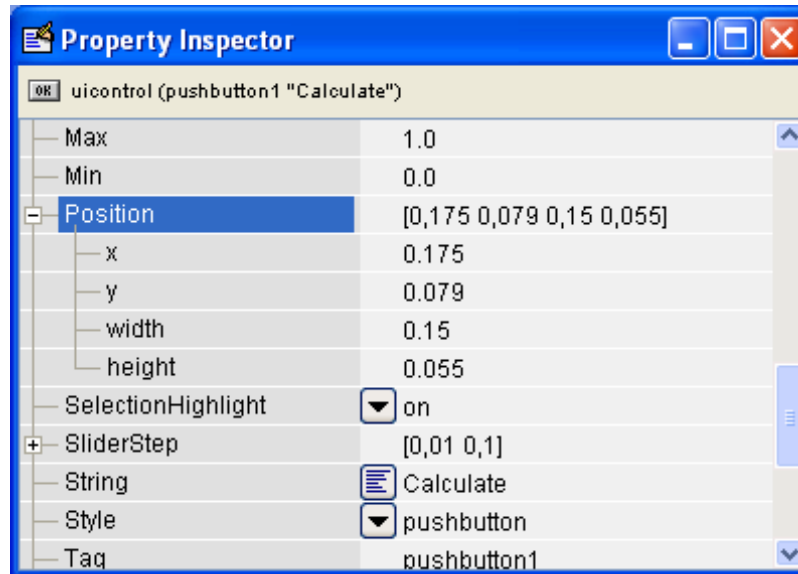 Property Inspector
OK uicontrol (pushbutton1 "Calculate")
Max 1.0
Min 0.0
Position [0,175 0,079 0,15 0,055]
x 0.175
y 0.079
width 0.15
height 0.055
SelectionHighlight on
SliderStep [0,01 0,1]
String Calculate
Style pushbutton
Tag pushbutton1